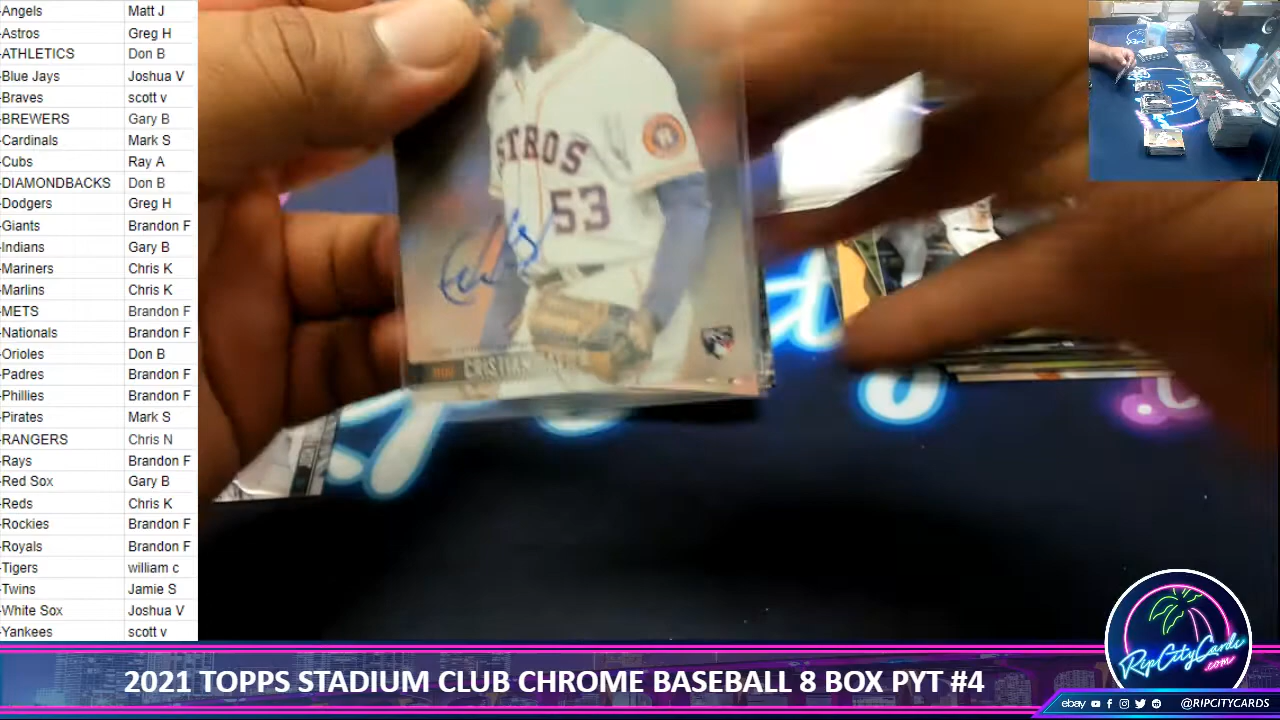 -Angels Matt J
-Astros Greg H
-ATHLETICS Don B
-Blue Jays Joshua V
-Braves scott v
-BREWERS Gary B
-Cardinals Mark S
-Cubs Ray A
-DIAMONDBACKS Don B
-Dodgers Greg H
-Giants Brandon F
-Indians Gary B
-Mariners Chris K
-Marlins Chris K
-METS Brandon F
-Nationals Brandon F
-Orioles Don B
-Padres Brandon F
-Phillies Brandon F
-Pirates Mark S
-RANGERS Chris N
-Rays Brandon F
-Red Sox Gary B
-Reds Chris K
-Rockies Brandon F
-Royals Brandon F
-Tigers william c
-Twins Jamie S
-White Sox Joshua V
-Yankees scott v
STROS
53
CRISTIAN
RipCityCards
.com
2021 TOPPS STADIUM CLUB CHROME BASEBALL 8 BOX PYT #4
ebay @RIPCITYCARDS